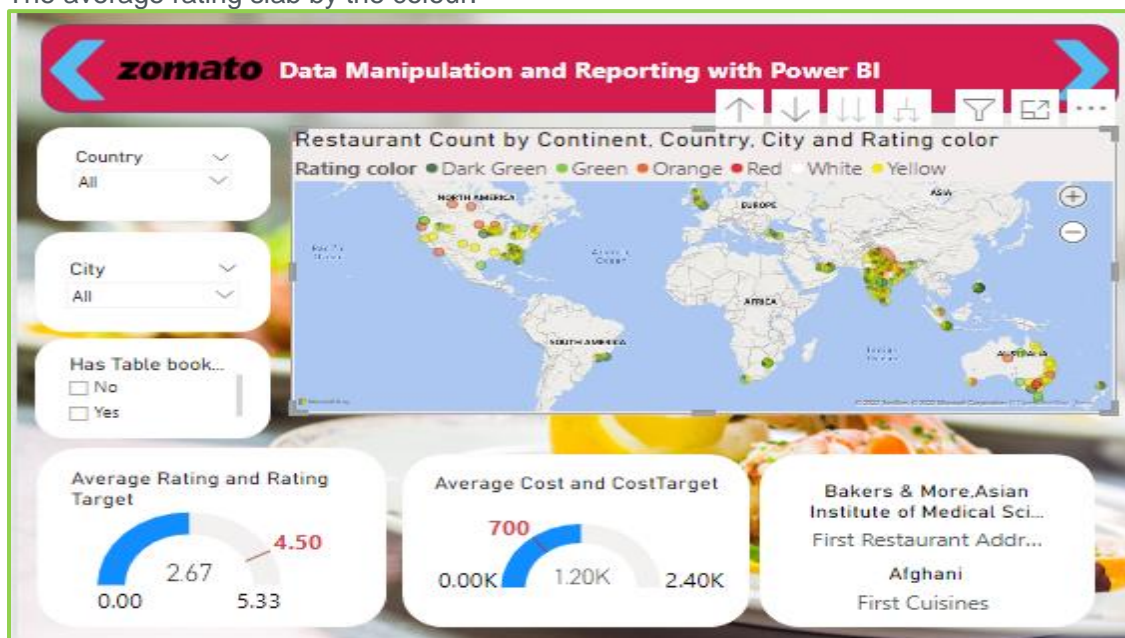 The average rating slab by the colour.
zomato Data Manipulation and Reporting with Power BI
Restaurant Count by Continent, Country, City and Rating color
Rating color Dark Green Green Orange Red White Yellow
Country
All
City
All
Has Table book...
No
Yes
NORTH AMERICA
EUROPE
ASIA
AFRICA
SOUTH AMERICA
AUSTRALIA
Average Rating and Rating
Target
4.50
2.67
0.00
5.33
Average Cost and CostTarget
700
0.00K
1.20K
2.40K
Bakers & More,Asian
Institute of Medical Sci...
First Restaurant Addr...
Afghani
First Cuisines